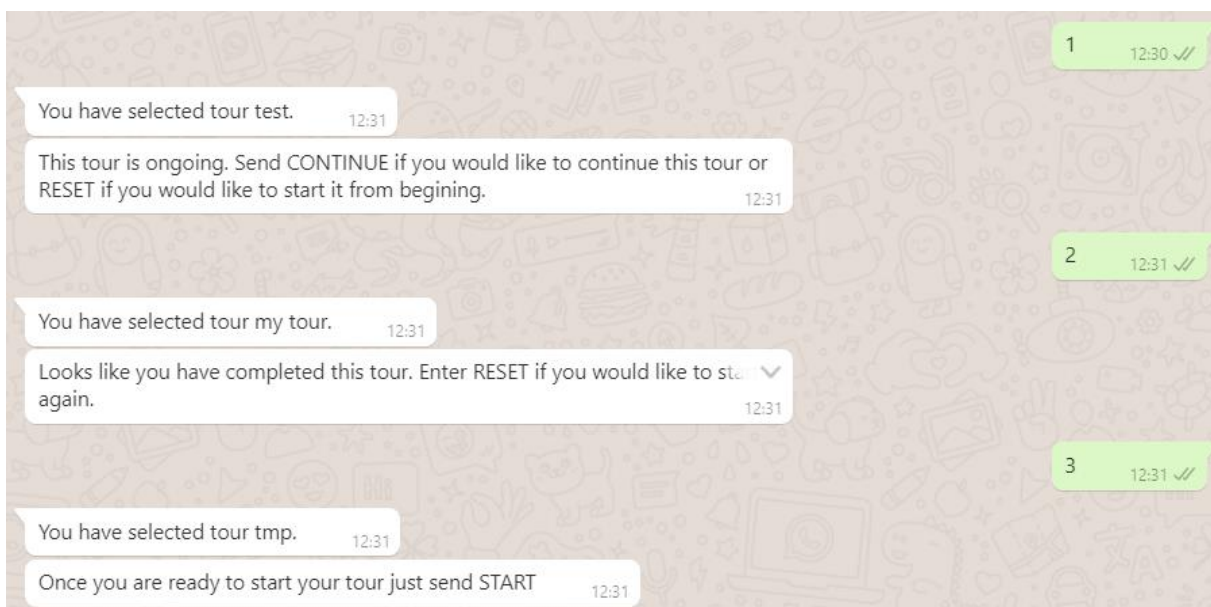 1 12:30
You have selected tour test. 12:31
This tour is ongoing. Send CONTINUE if you would like to continue this tour or
RESET if you would like to start it from begining. 12:31
2 12:31
You have selected tour my tour. 12:31
Looks like you have completed this tour. Enter RESET if you would like to
again. 12:31
3 12:31
You have selected tour tmp. 12:31
Once you are ready to start your tour just send START 12:31